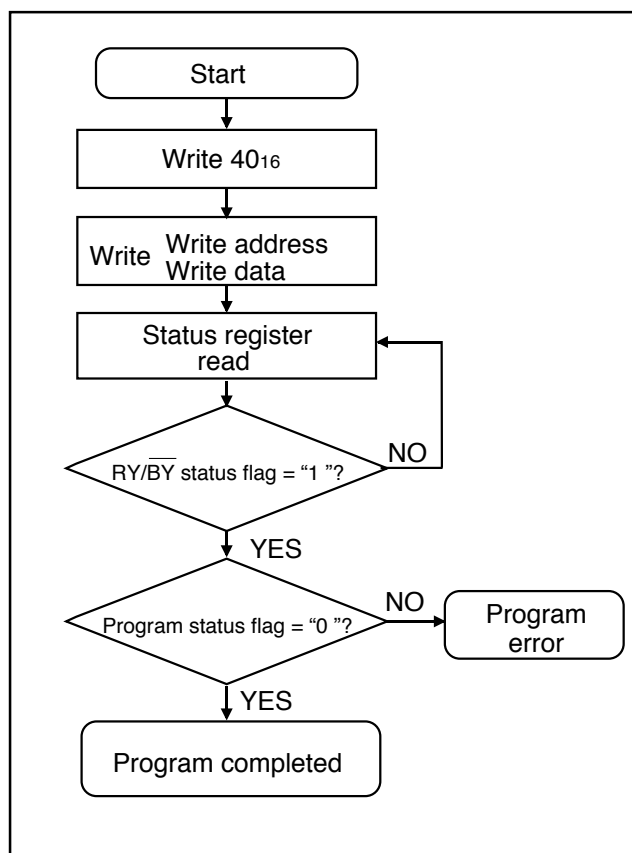 Start
Write 40₁₆
Write address
Write
Write data
Status register
read
NO
RY/B̅Y̅ status flag = “1 ”?
YES
NO
Program
Program status flag = “0 ”?
error
YES
Program completed